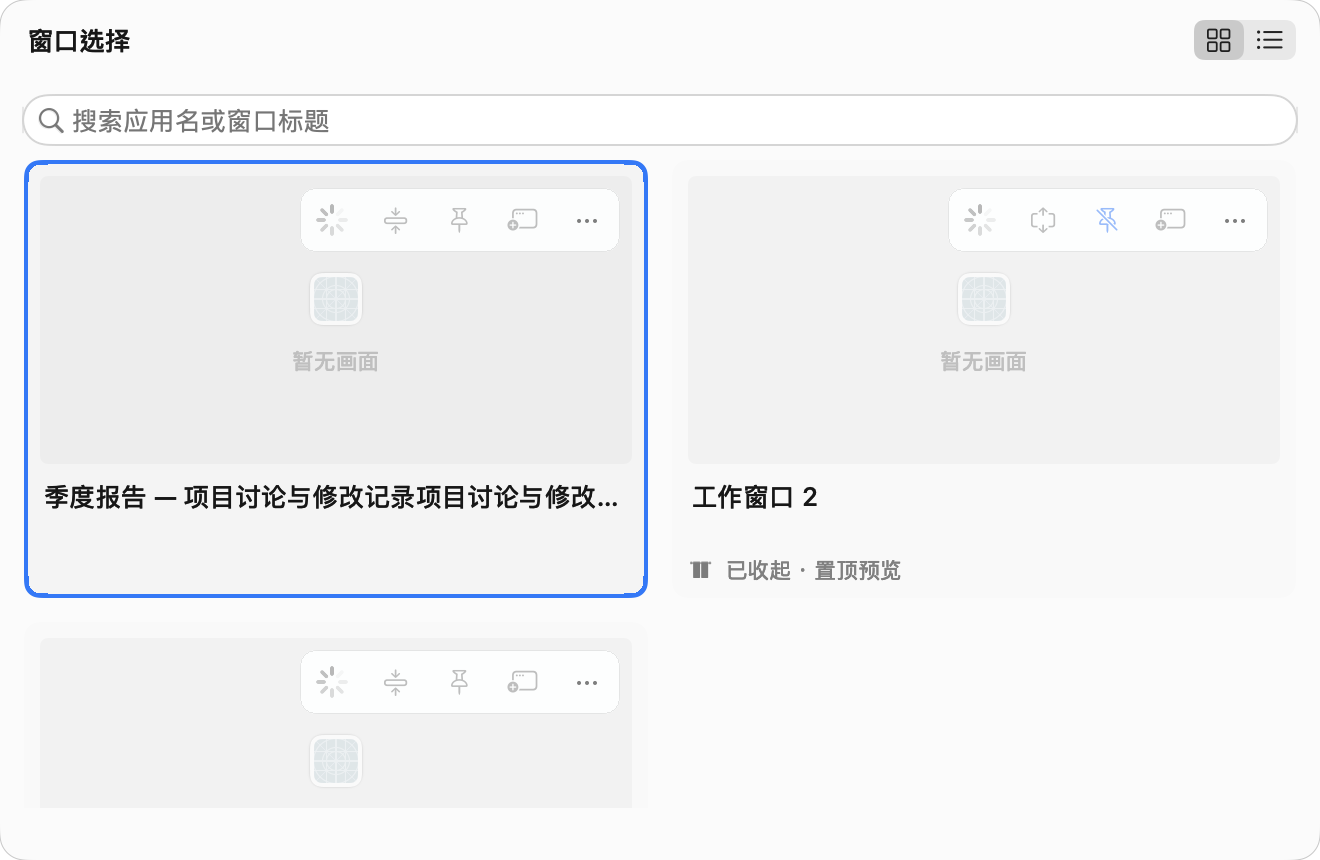 窗口选择
搜索应用名或窗口标题
暂无画面
暂无画面
季度报告 — 项目讨论与修改记录项目讨论与修改...
工作窗口 2
已收起 · 置顶预览